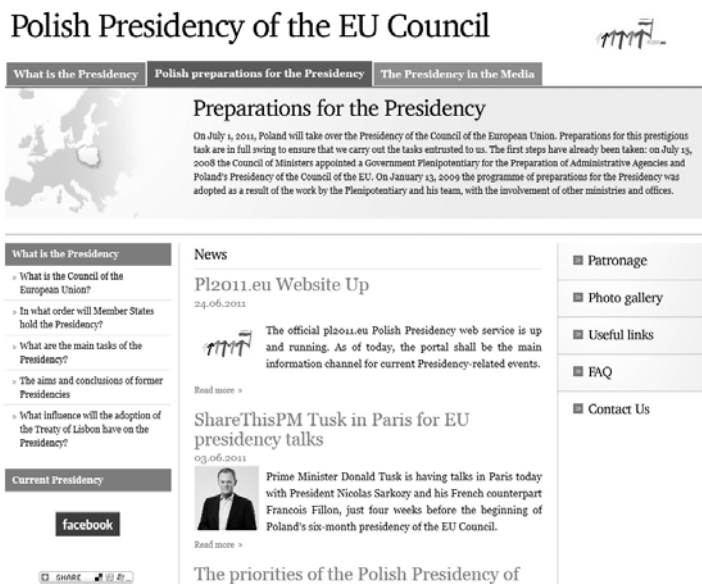 Polish Presidency of the EU Council
What is the Presidency
Polish preparations for the Presidency
The Presidency in the Media
Preparations for the Presidency
On July 1, 2011, Poland will take over the Presidency of the Council of the European Union. Preparations for this prestigious
task are in full swing to ensure that we carry out the tasks entrusted to us. The first steps have already been taken: on July 15,
2008 the Council of Ministers appointed a Government Plenipotentiary for the Preparation of Administrative Agencies and
Poland's Presidency of the Council of the EU. On January 13, 2009 the programme of preparations for the Presidency was
adopted as a result of the work by the Plenipotentiary and his team, with the involvement of other ministries and offices.
What is the Presidency
» What is the Council of the
European Union?
» In what order will Member States
hold the Presidency?
» What are the main tasks of the
Presidency?
» The aims and conclusions of former
Presidencies
» What influence will the adoption of
the Treaty of Lisbon have on the
Presidency?
Current Presidency
facebook
SHARE
News
Pl2011.eu Website Up
24.06.2011
The official pl2011.eu Polish Presidency web service is up
and running. As of today, the portal shall be the main
information channel for current Presidency-related events.
Read more »
ShareThisPM Tusk in Paris for EU
presidency talks
03.06.2011
Prime Minister Donald Tusk is having talks in Paris today
with President Nicolas Sarkozy and his French counterpart
Francois Fillon, just four weeks before the beginning of
Poland's six-month presidency of the EU Council.
Read more »
The priorities of the Polish Presidency of
Patronage
Photo gallery
Useful links
FAQ
Contact Us